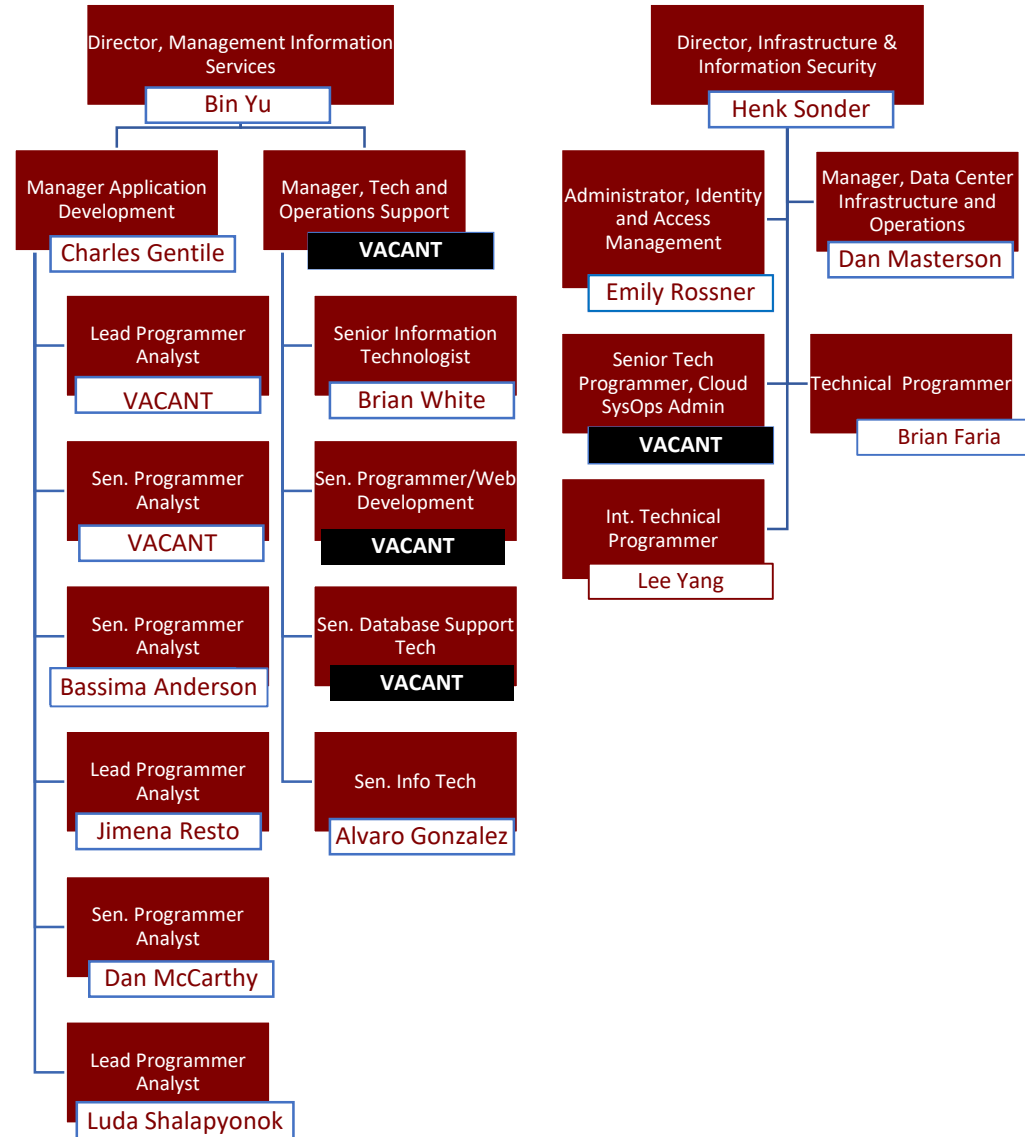 Director, Management Information
Services
Bin Yu
Manager Application
Development
Charles Gentile
Lead Programmer
Analyst
VACANT
Sen. Programmer
Analyst
VACANT
Sen. Programmer
Analyst
Bassima Anderson
Lead Programmer
Analyst
Jimena Resto
Sen. Programmer
Analyst
Dan McCarthy
Lead Programmer
Analyst
Luda Shalapyonok
Manager, Tech and
Operations Support
VACANT
Senior Information
Technologist
Brian White
Sen. Programmer/Web
Development
VACANT
Sen. Database Support
Tech
VACANT
Sen. Info Tech
Alvaro Gonzalez
Director, Infrastructure &
Information Security
Henk Sonder
Administrator, Identity
and Access
Management
Emily Rossner
Manager, Data Center
Infrastructure and
Operations
Dan Masterson
Senior Tech
Programmer, Cloud
SysOps Admin
VACANT
Technical  Programmer
Brian Faria
Int. Technical
Programmer
Lee Yang